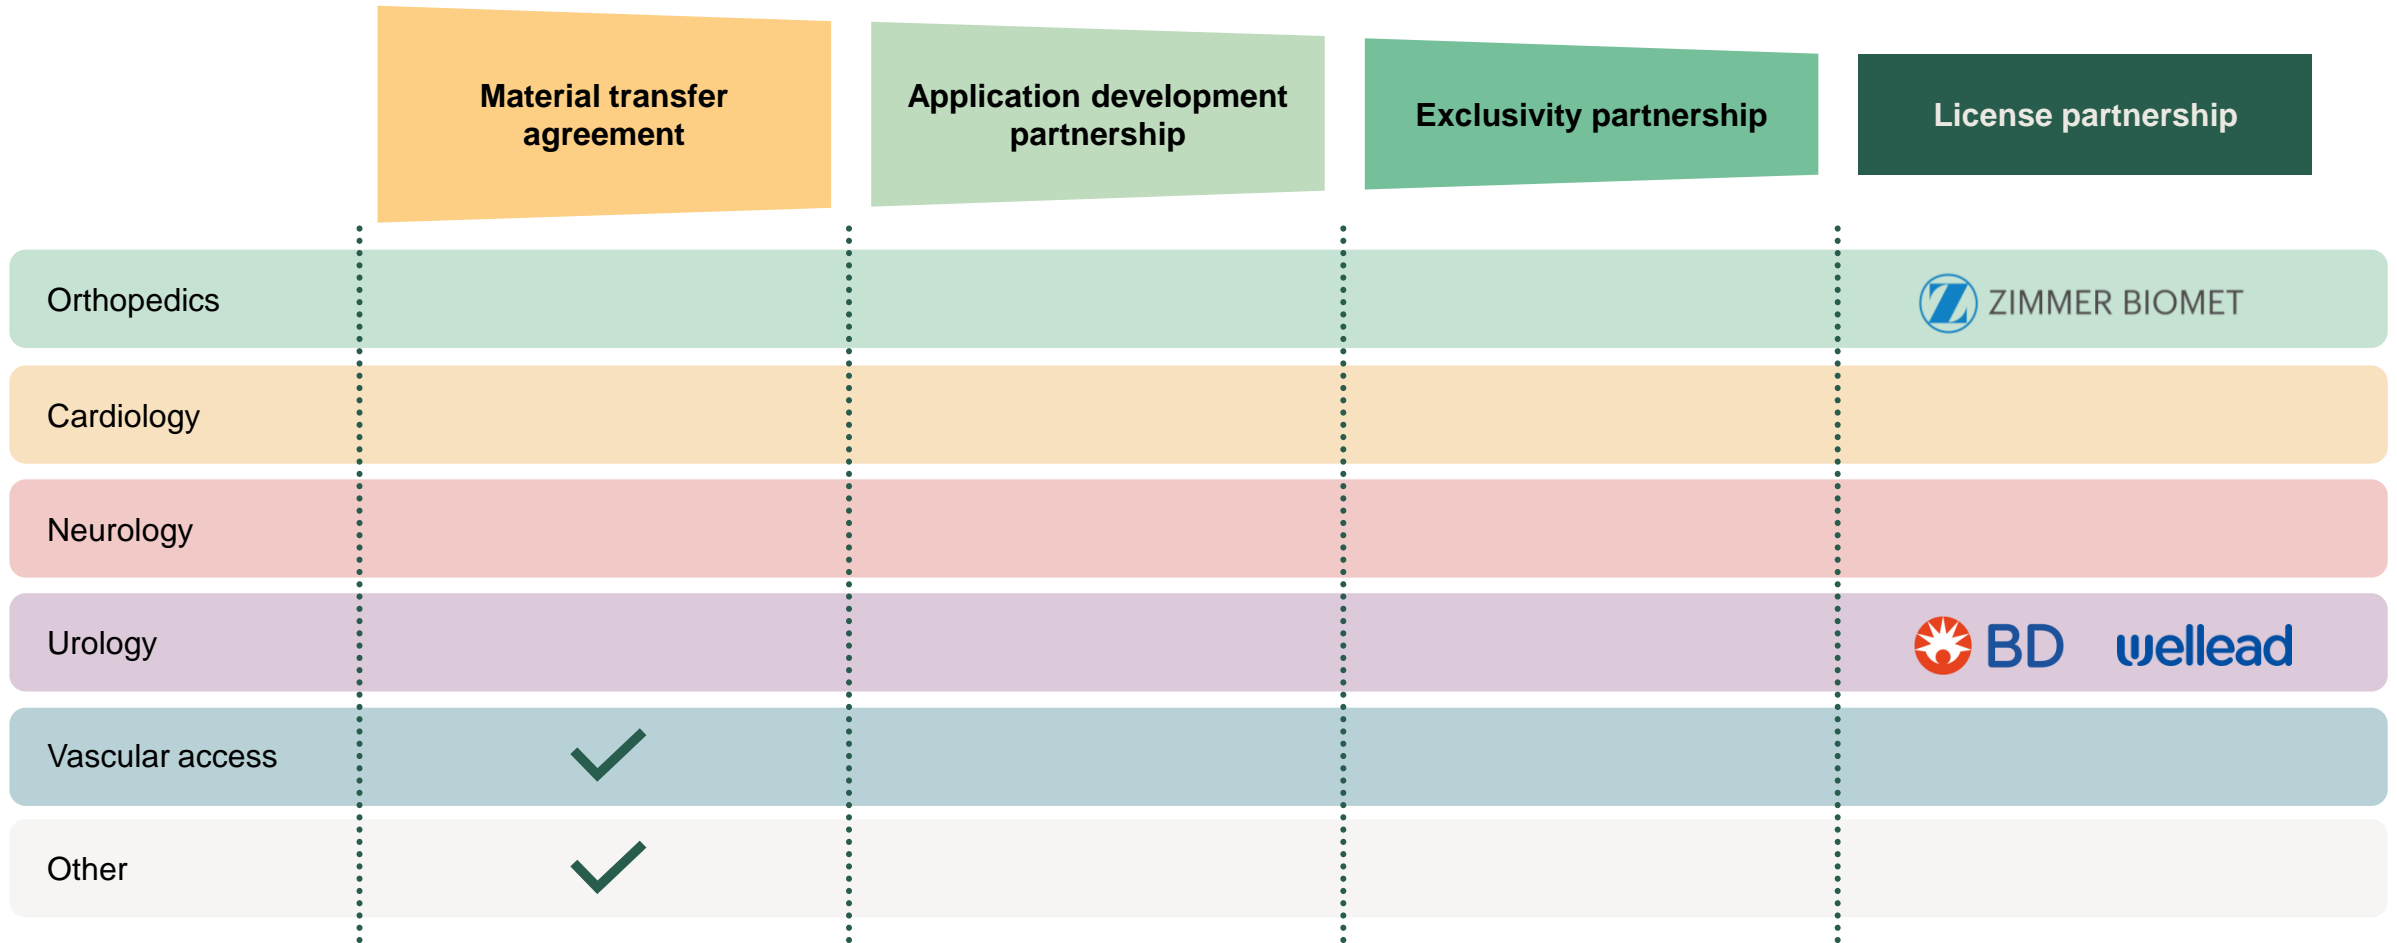 Material transfer
agreement
Application development
partnership
Exclusivity partnership
License partnership
Orthopedics
ZIMMER BIOMET
Cardiology
Neurology
Urology
BD
wellead
Vascular access
Other